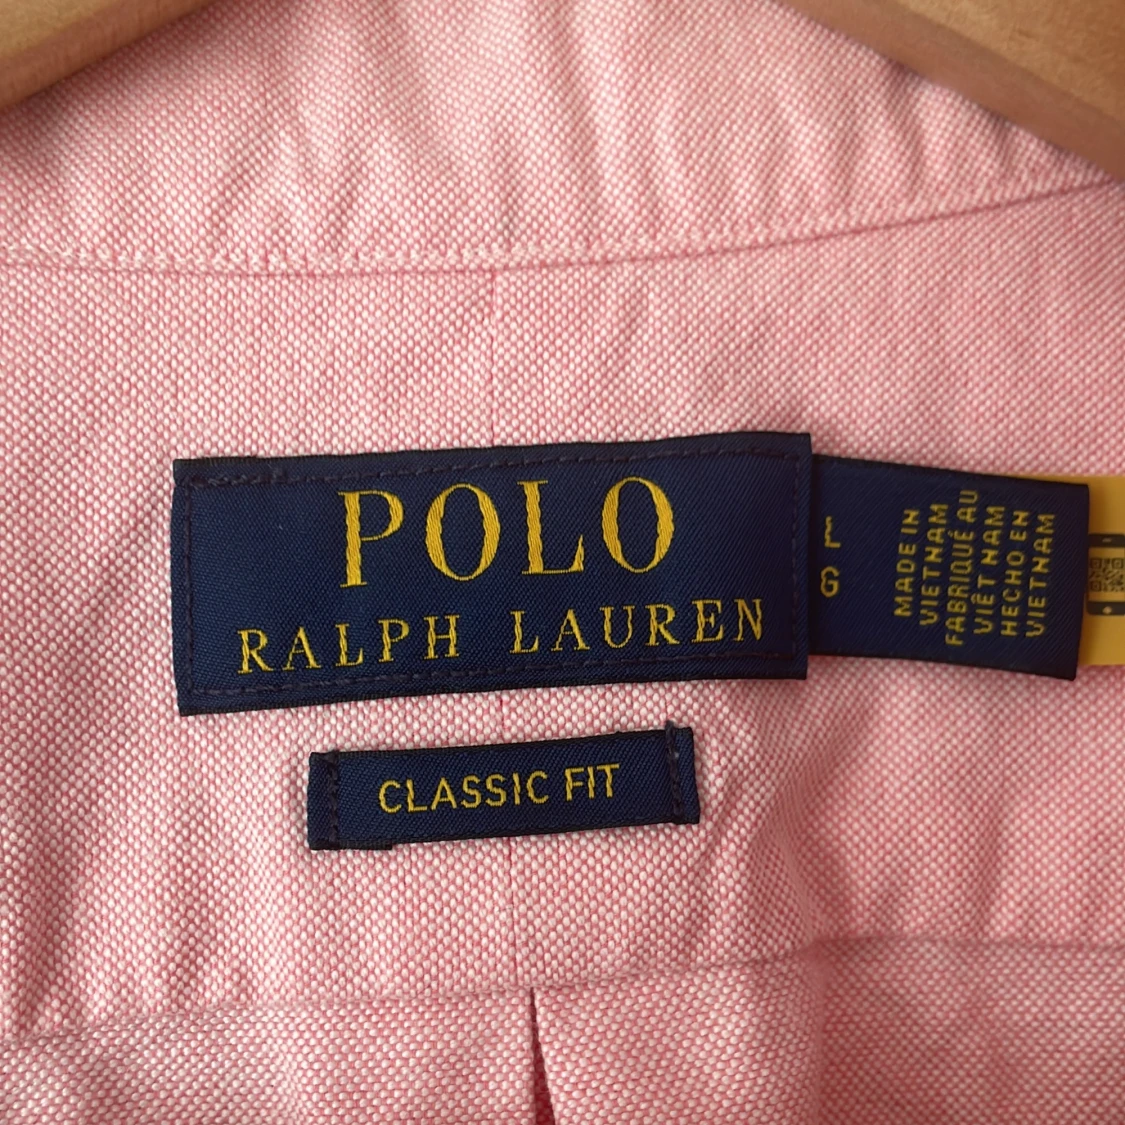 POLO
RALPH LAUREN
CLASSIC FIT
L
G
MADE IN
VIETNAM
FABRIQUÉ AU
VIÊT NAM
HECHO EN
VIETNAM